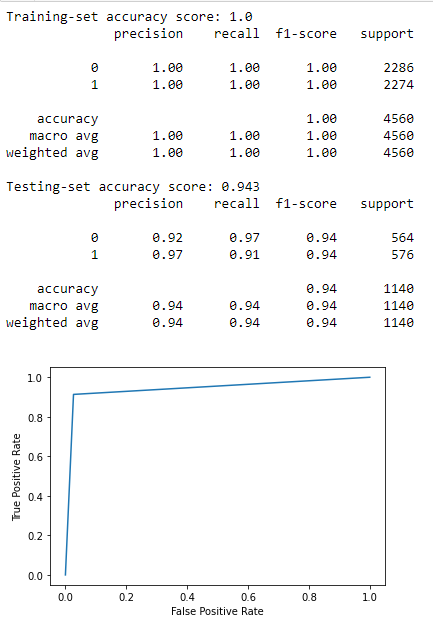 Training-set accuracy score: 1.0
precision recall f1-score support
0 1.00 1.00 1.00 2286
1 1.00 1.00 1.00 2274
accuracy 1.00 4560
macro avg 1.00 1.00 1.00 4560
weighted avg 1.00 1.00 1.00 4560
Testing-set accuracy score: 0.943
precision recall f1-score support
0 0.92 0.97 0.94 564
1 0.97 0.91 0.94 576
accuracy 0.94 1140
macro avg 0.94 0.94 0.94 1140
weighted avg 0.94 0.94 0.94 1140
True Positive Rate
1.0
0.8
0.6
0.4
0.2
0.0
0.0 0.2 0.4 0.6 0.8 1.0
False Positive Rate